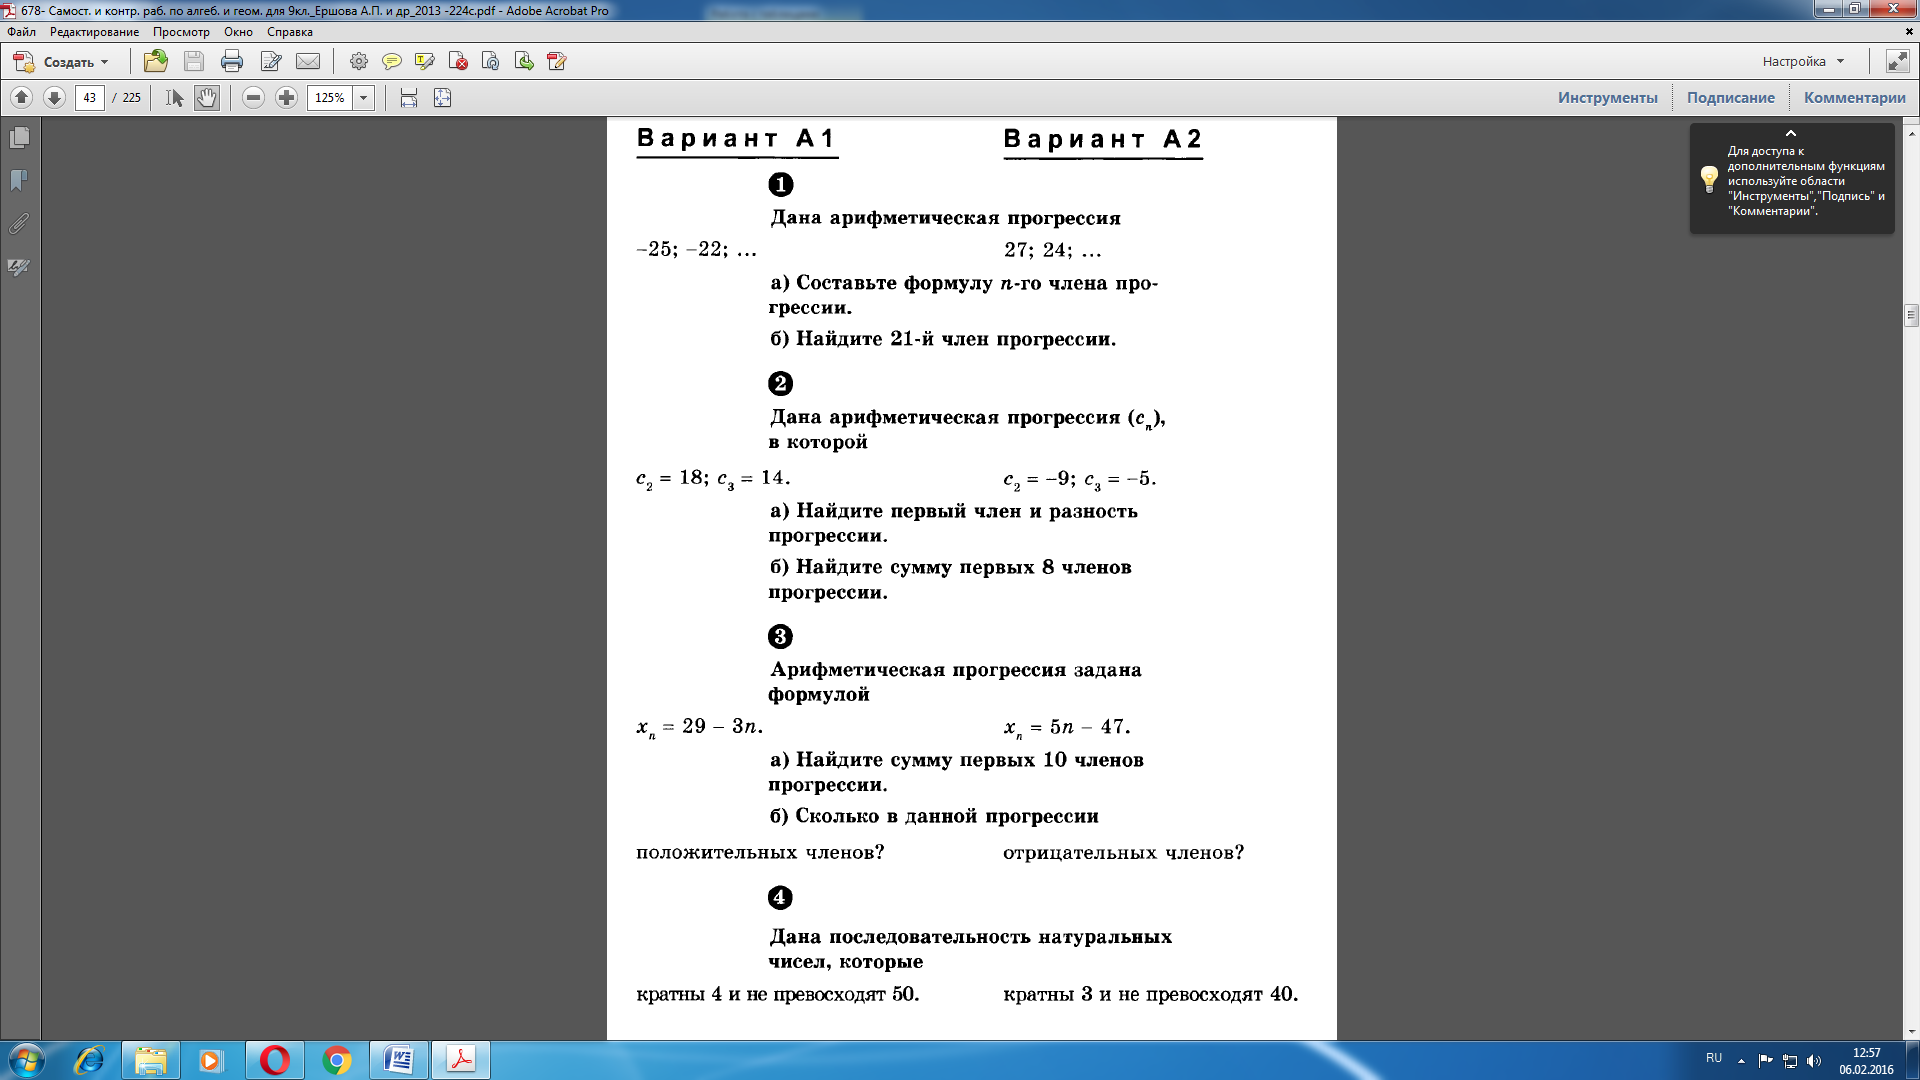 678- Самост. и контр. раб. по алгеб. и геом. для 9кл._Ершова А.П. и др_2013 -224с.pdf - Adobe Acrobat Pro
Файл Редактирование Просмотр Окно Справка
Создать
Настройка
43 / 225
125%
Инструменты Подписание Комментарии
Для доступа к
дополнительным функциям
используйте области
"Инструменты","Подпись" и
"Комментарии".
Вариант А1 Вариант А2
1
Дана арифметическая прогрессия
–25; –22; ... 27; 24; ...
а) Составьте формулу n-го члена про-
грессии.
б) Найдите 21-й член прогрессии.
2
Дана арифметическая прогрессия (cₙ),
в которой
c₂ = 18; c₃ = 14. c₂ = –9; c₃ = –5.
а) Найдите первый член и разность
прогрессии.
б) Найдите сумму первых 8 членов
прогрессии.
3
Арифметическая прогрессия задана
формулой
xₙ = 29 – 3n. xₙ = 5n – 47.
а) Найдите сумму первых 10 членов
прогрессии.
б) Сколько в данной прогрессии
положительных членов? отрицательных членов?
4
Дана последовательность натуральных
чисел, которые
кратны 4 и не превосходят 50. кратны 3 и не превосходят 40.
RU
12:57
06.02.2016